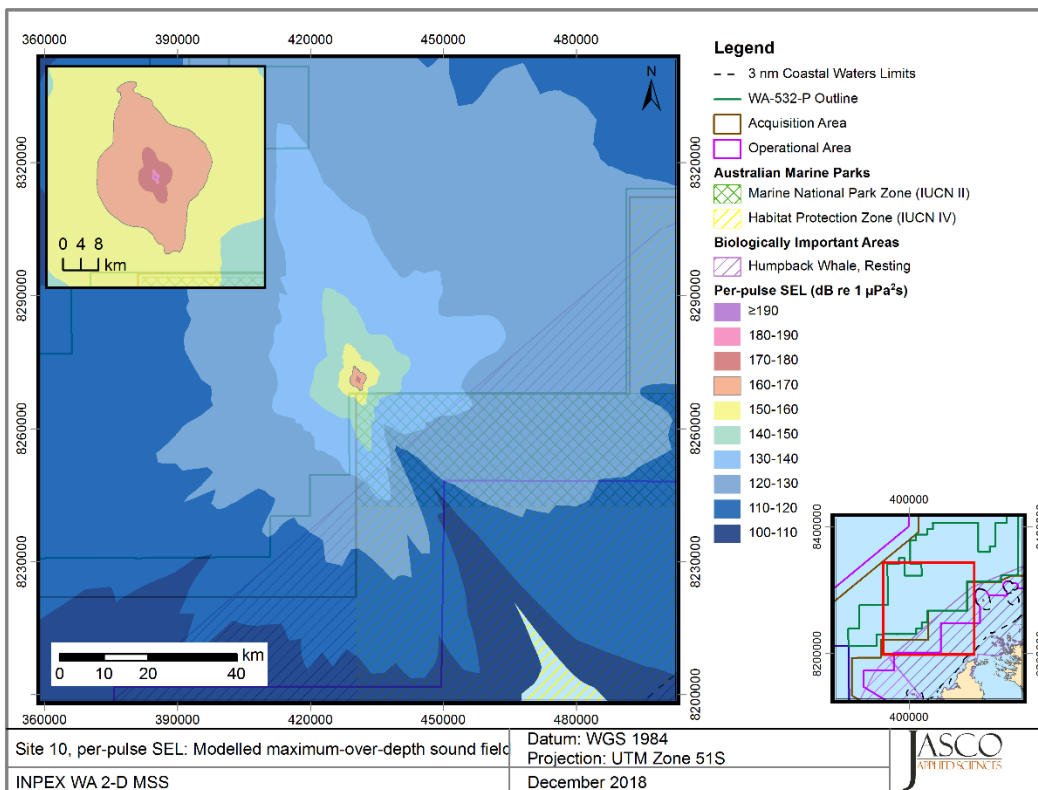 360000 390000 420000 450000 480000
N
0 4 8
km
8320000 8320000
8290000 8290000
8260000 8260000
8230000 8230000
8200000
km
0 10 20 40
360000 390000 420000 450000 480000
Legend
3 nm Coastal Waters Limits
WA-532-P Outline
Acquisition Area
Operational Area
Australian Marine Parks
Marine National Park Zone (IUCN II)
Habitat Protection Zone (IUCN IV)
Biologically Important Areas
Humpback Whale, Resting
Per-pulse SEL (dB re 1 µPa²s)
≥190
180-190
170-180
160-170
150-160
140-150
130-140
120-130
110-120
100-110
400000
8400000
8200000
400000
Site 10, per-pulse SEL: Modelled maximum-over-depth sound field
INPEX WA 2-D MSS
Datum: WGS 1984
Projection: UTM Zone 51S
December 2018
JASCO
APPLIED SCIENCES